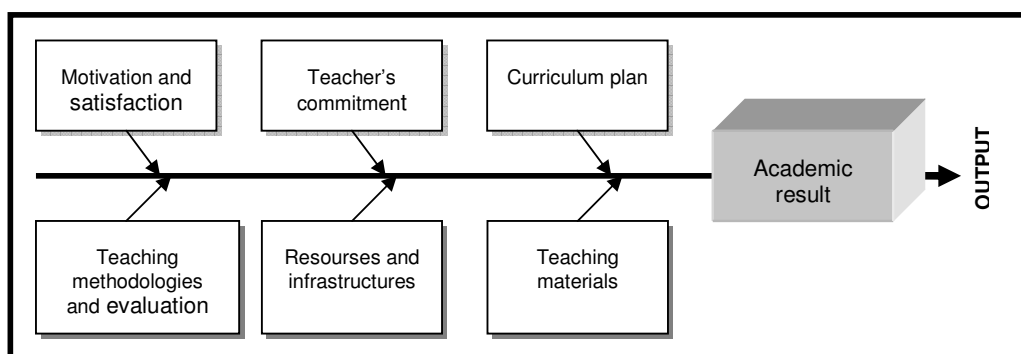 Motivation and
satisfaction
Teacher's
commitment
Curriculum plan
Academic
result
OUTPUT
Teaching
methodologies
and evaluation
Resourses and
infrastructures
Teaching
materials